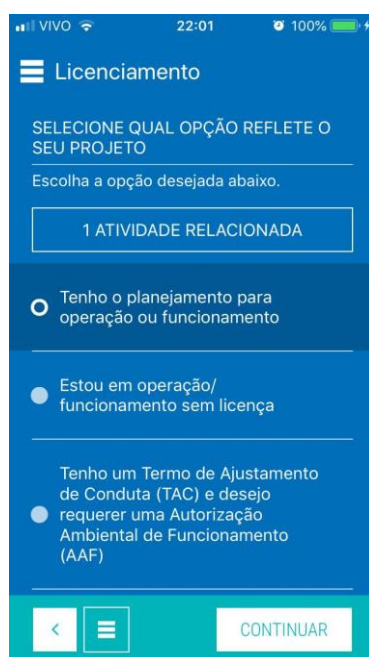 VIVO 22:01 100%
Licenciamento
SELECIONE QUAL OPÇÃO REFLETE O
SEU PROJETO
Escolha a opção desejada abaixo.
1 ATIVIDADE RELACIONADA
Tenho o planejamento para
operação ou funcionamento
Estou em operação/
funcionamento sem licença
Tenho um Termo de Ajustamento
de Conduta (TAC) e desejo
requerer uma Autorização
Ambiental de Funcionamento
(AAF)
CONTINUAR